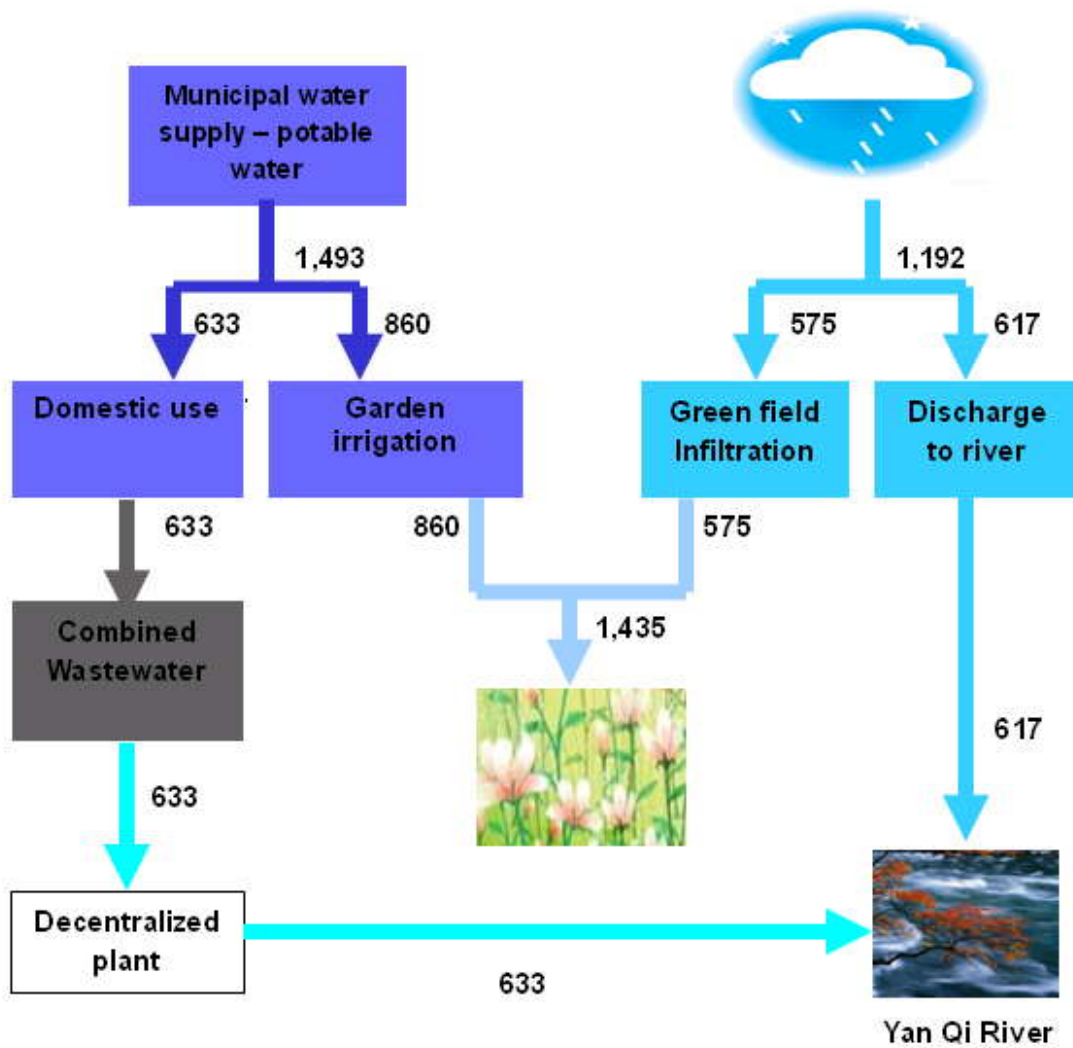 Municipal water
supply – potable
water
1,493
1,192
633
860
575
617
Domestic use
Garden
irrigation
Green field
Infiltration
Discharge
to river
633
860
575
Combined
Wastewater
1,435
617
633
Decentralized
plant
633
Yan Qi River